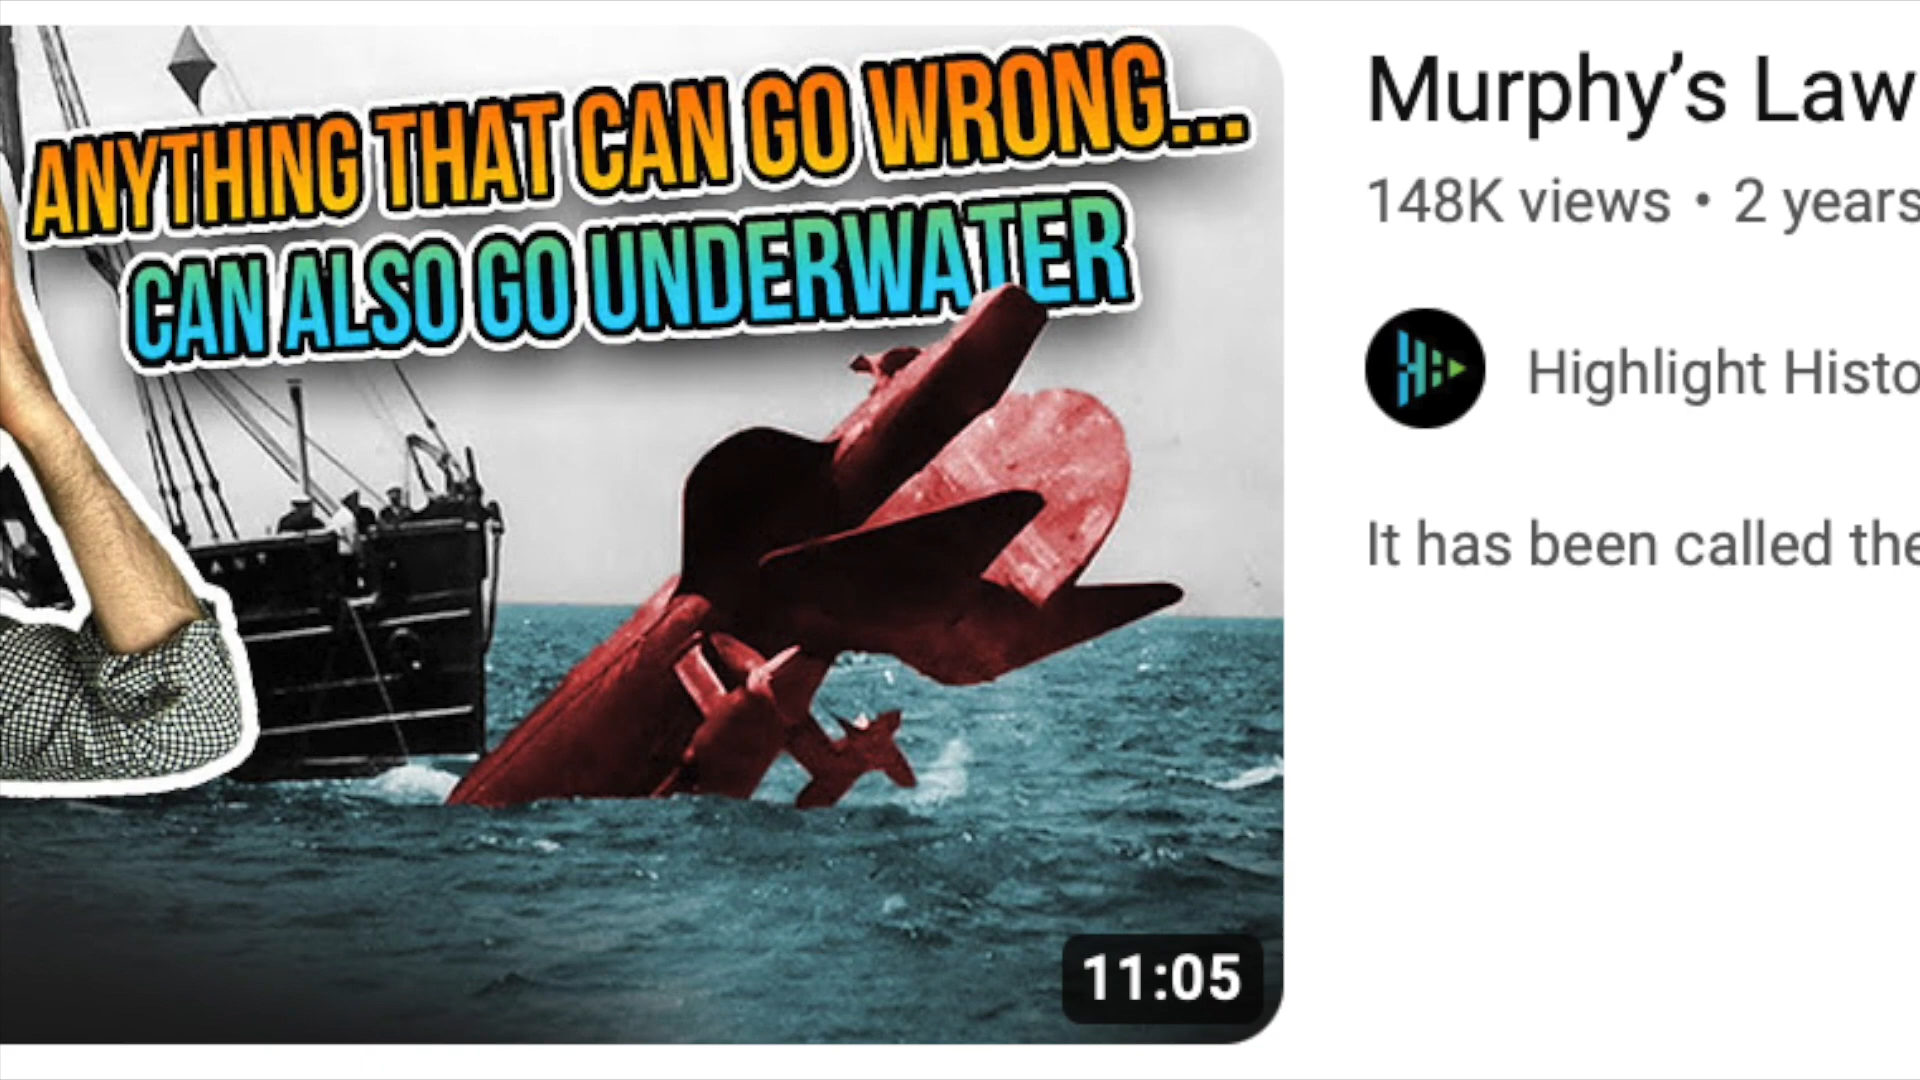 ANYTHING THAT CAN GO WRONG...
CAN ALSO GO UNDERWATER
11:05
Murphy’s Law
148K views • 2 years
Highlight Histo
It has been called the